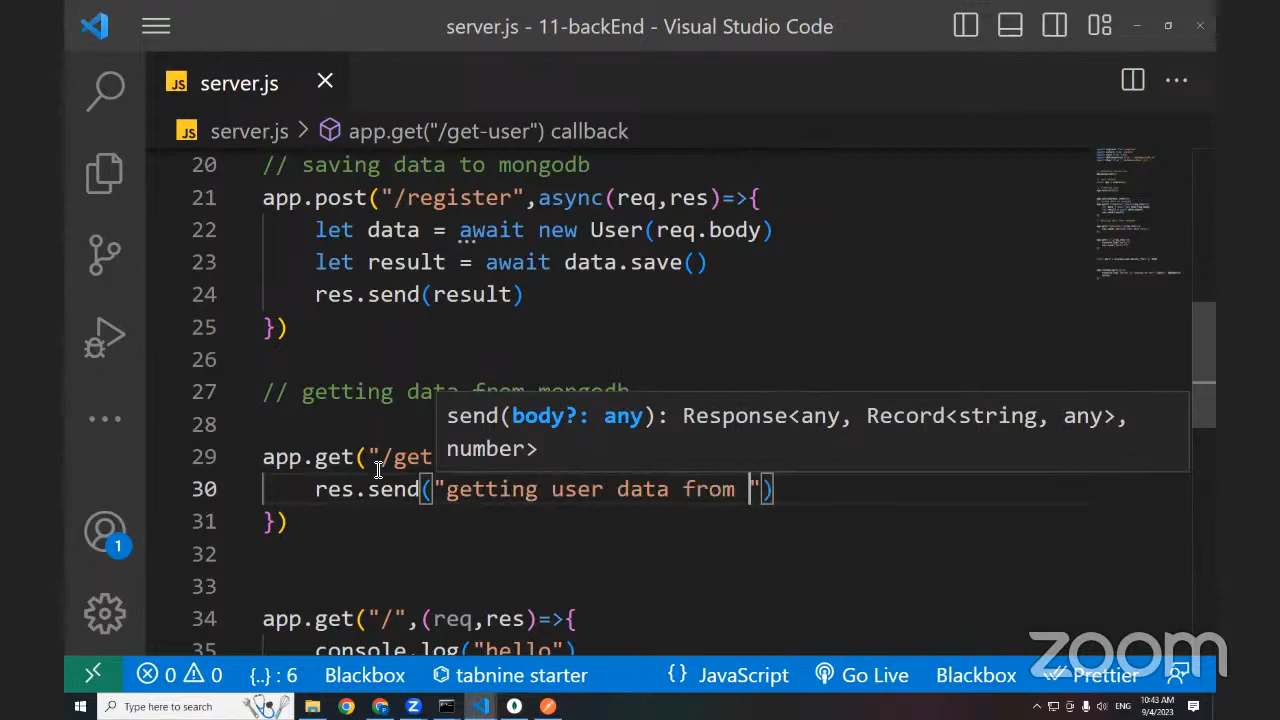 server.js - 11-backEnd - Visual Studio Code
JS server.js
JS server.js > app.get("/get-user") callback
20 // saving data to mongodb
21 app.post("/register",async(req,res)=>{
22 let data = await new User(req.body)
23 let result = await data.save()
24 res.send(result)
25 })
26
27 // getting data from mongodb
send(body?: any): Response<any, Record<string, any>,
number>
28
29 app.get("/get
30 res.send("getting user data from ")
31 })
32
33
34 app.get("/",(req,res)=>{
35 console.log("hello")
1
0 0 {..} : 6 Blackbox tabnine starter { } JavaScript Go Live Blackbox Prettier
zoom
Type here to search
10:43 AM
9/4/2023